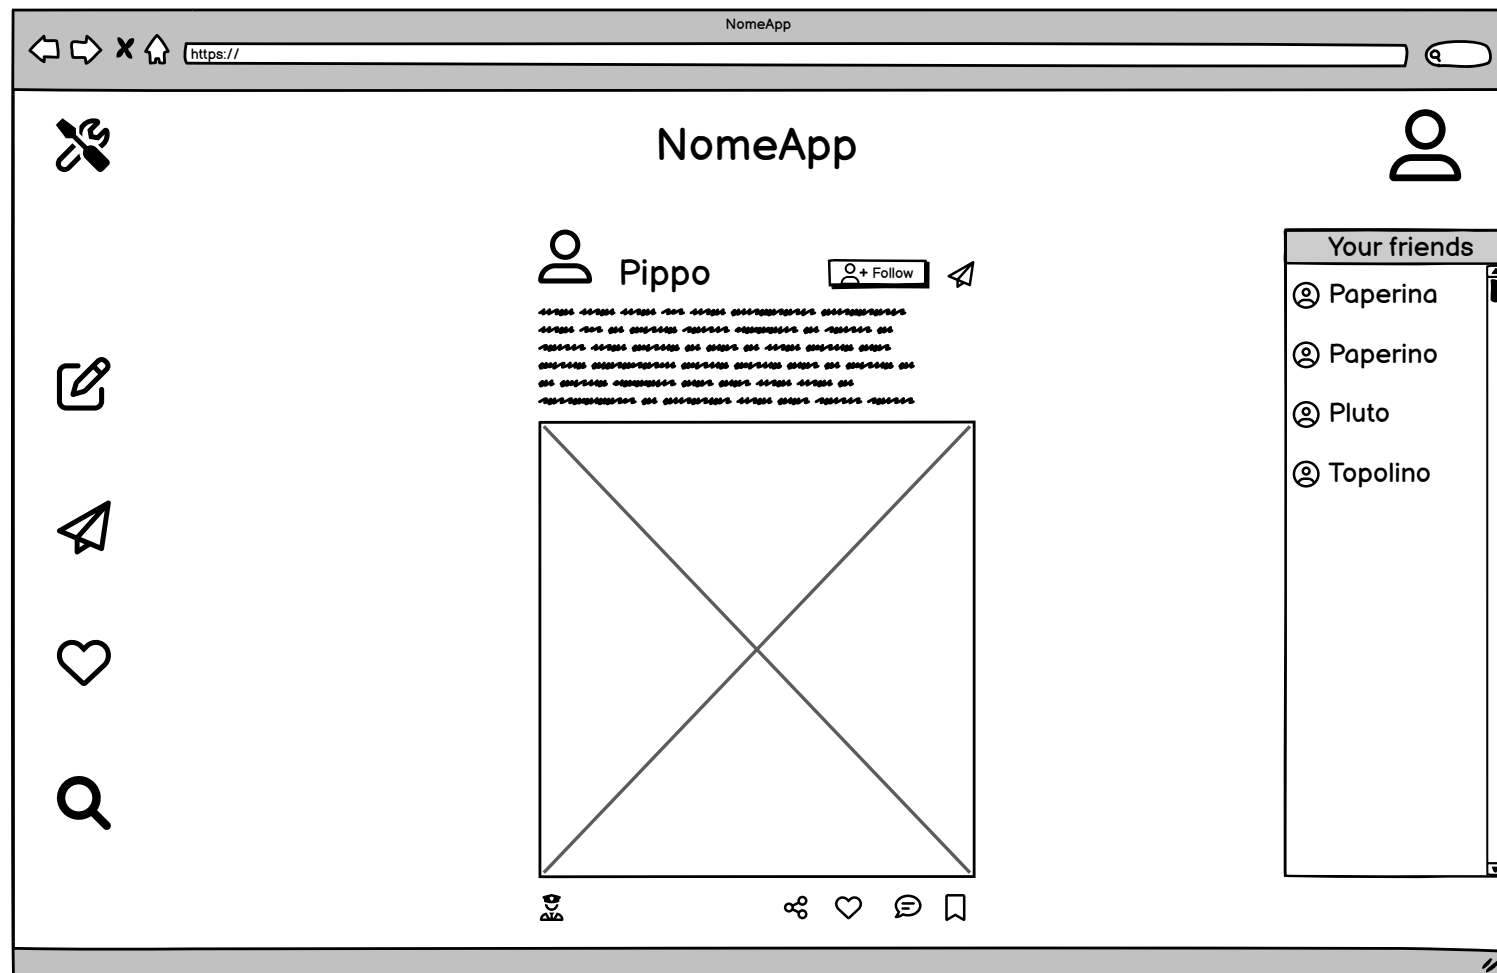 NomeApp
https://
NomeApp
Pippo
+ Follow
Your friends
Paperina
Paperino
Pluto
Topolino